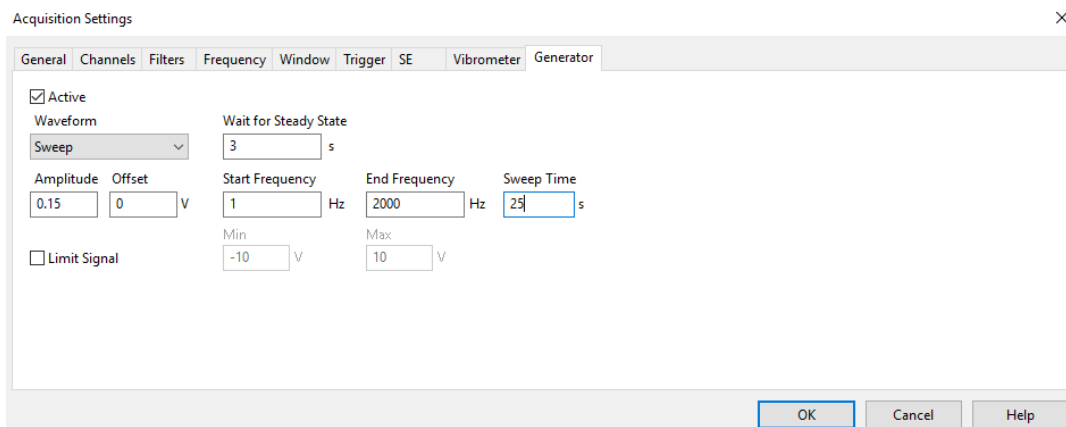 Acquisition Settings
General Channels Filters Frequency Window Trigger SE Vibrometer Generator
Active
Waveform Wait for Steady State
Sweep 3 s
Amplitude Offset Start Frequency End Frequency Sweep Time
0.15 0 V 1 Hz 2000 Hz 25 s
Min Max
Limit Signal -10 V 10 V
OK Cancel Help